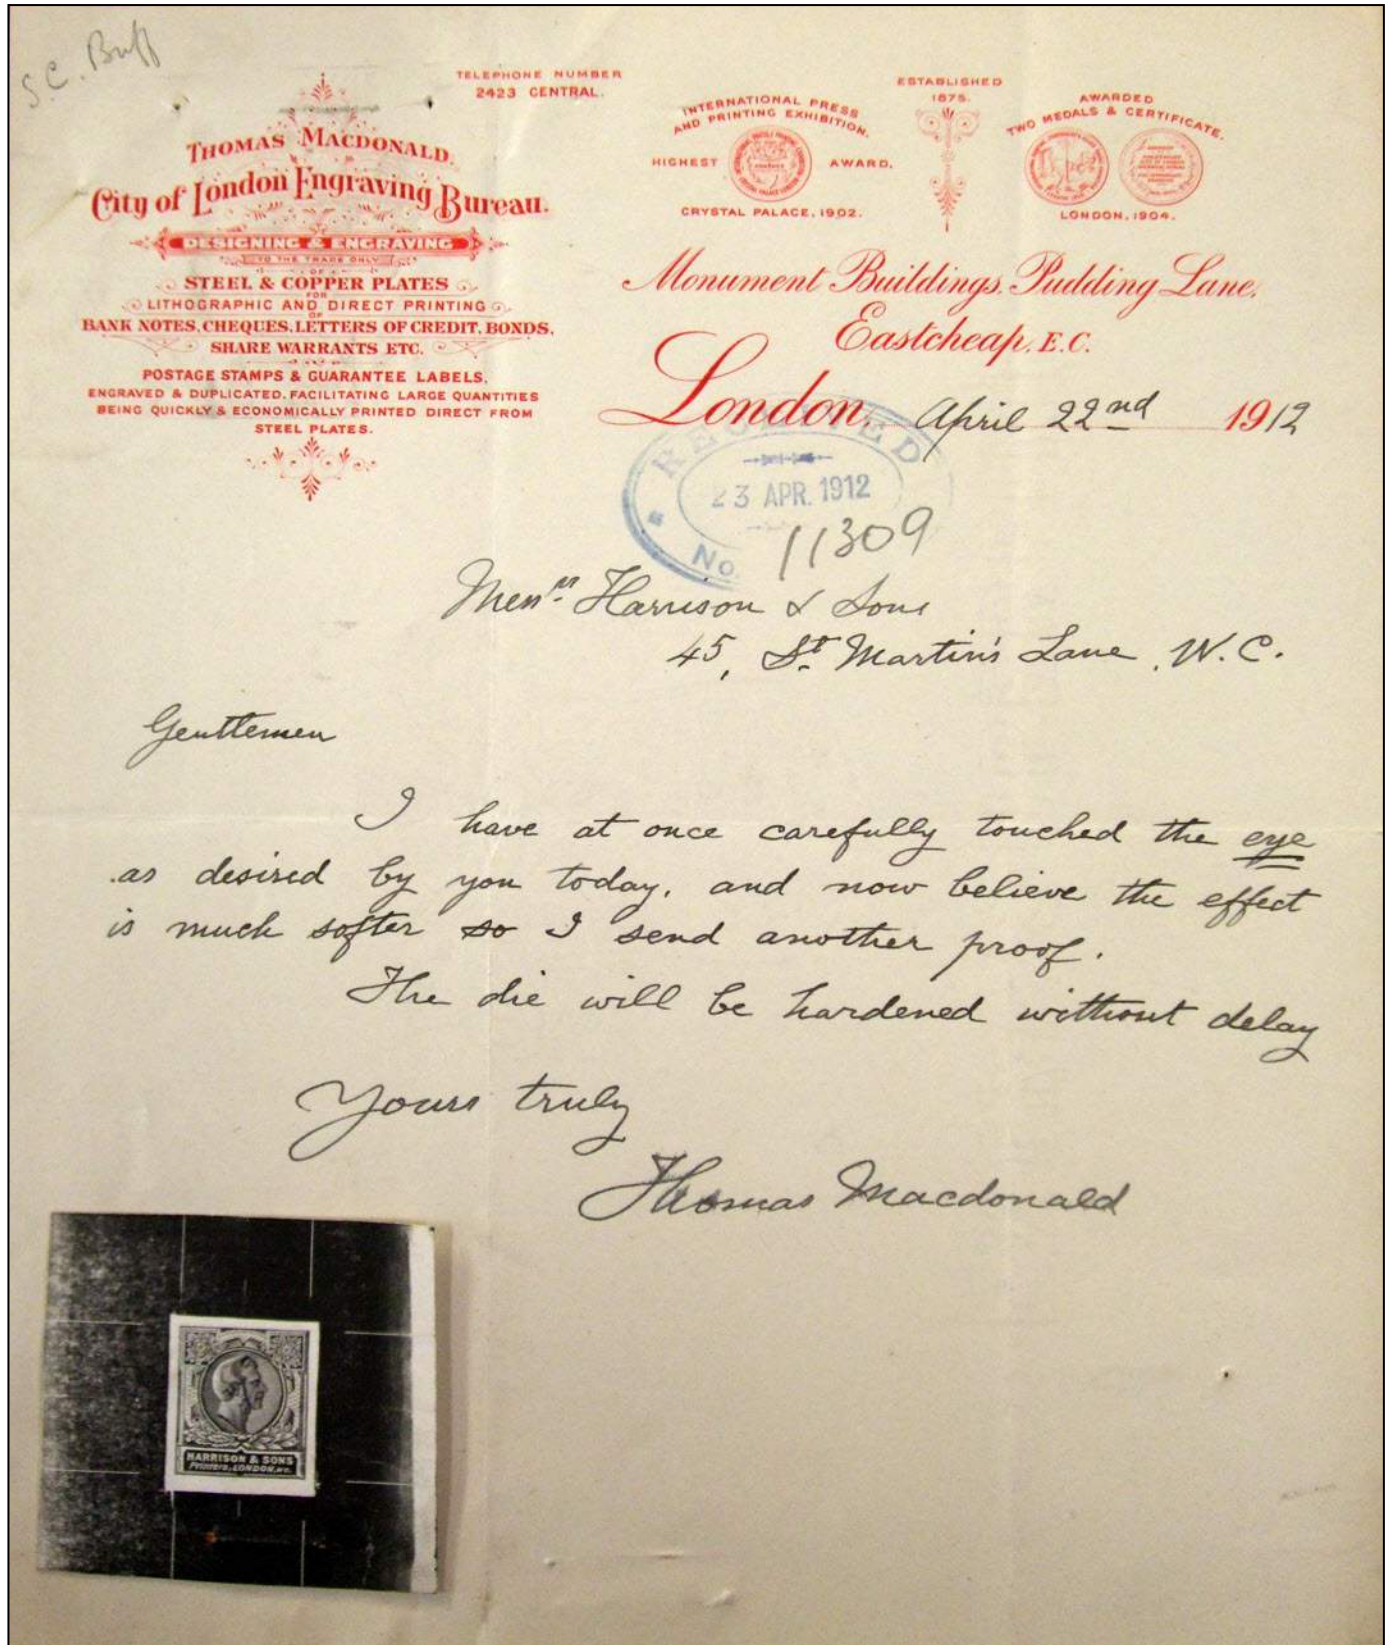 S.C. Buff
TELEPHONE NUMBER
2423 CENTRAL.
THOMAS MACDONALD.
City of London Engraving Bureau.
DESIGNING & ENGRAVING
TO THE TRADE ONLY
OF
STEEL & COPPER PLATES
FOR
LITHOGRAPHIC AND DIRECT PRINTING
OF
BANK NOTES, CHEQUES, LETTERS OF CREDIT, BONDS,
SHARE WARRANTS ETC.
POSTAGE STAMPS & GUARANTEE LABELS,
ENGRAVED & DUPLICATED. FACILITATING LARGE QUANTITIES
BEING QUICKLY & ECONOMICALLY PRINTED DIRECT FROM
STEEL PLATES.
INTERNATIONAL PRESS
AND PRINTING EXHIBITION.
HIGHEST AWARD.
CRYSTAL PALACE, 1902.
ESTABLISHED
1875.
AWARDED
TWO MEDALS & CERTIFICATE.
LONDON, 1904.
Monument Buildings. Pudding Lane.
Eastcheap. E.C.
London, April 22nd 1912
RECEIVED
23 APR. 1912
No. 11309
Messrs. Harrison & Sons
45, St. Martin's Lane, W.C.
Gentlemen
I have at once carefully touched the eye
as desired by you today, and now believe the effect
is much softer so I send another proof.
The die will be hardened without delay
Yours truly
Thomas Macdonald
HARRISON & SONS
Printers, LONDON, W.C.